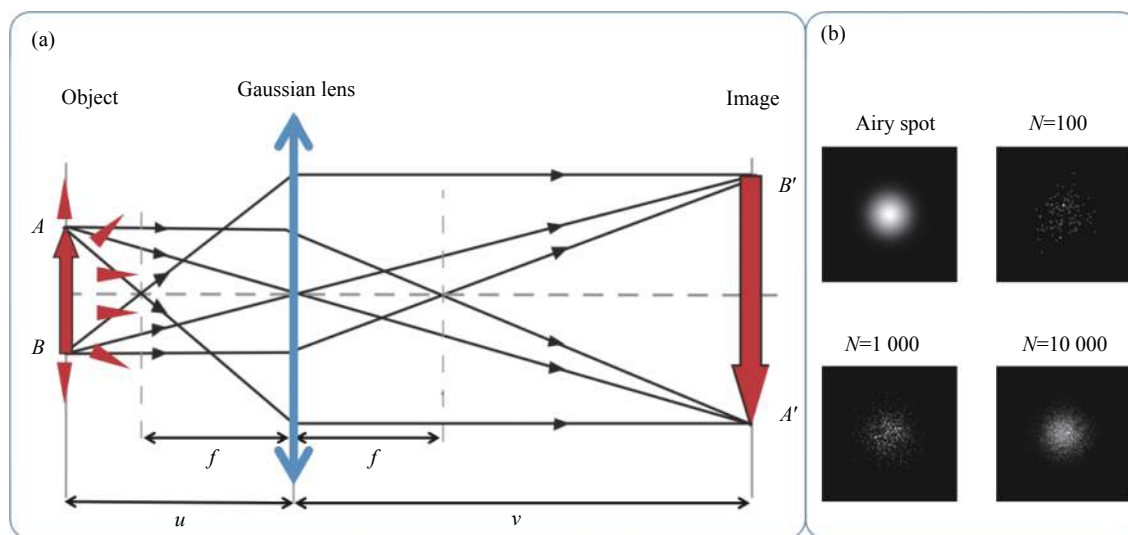 (a)
Object
Gaussian lens
Image
A
B
B′
A′
f
f
u
v
(b)
Airy spot
N=100
N=1 000
N=10 000